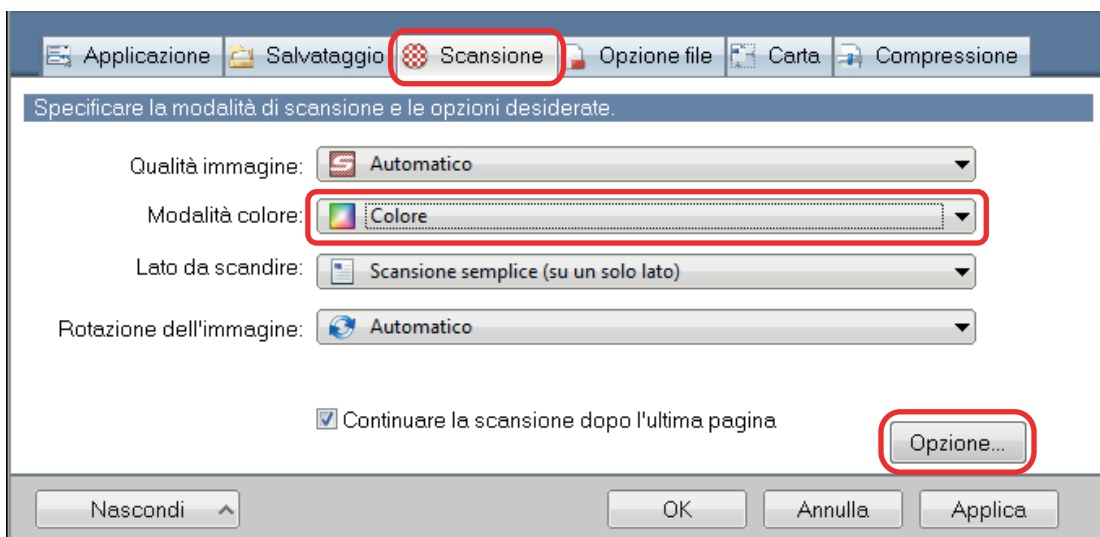 Applicazione Salvataggio Scansione Opzione file Carta Compressione
Specificare la modalità di scansione e le opzioni desiderate.
Qualità immagine: Automatico
Modalità colore: Colore
Lato da scandire: Scansione semplice (su un solo lato)
Rotazione dell'immagine: Automatico
Continuare la scansione dopo l'ultima pagina
Opzione...
Nascondi OK Annulla Applica